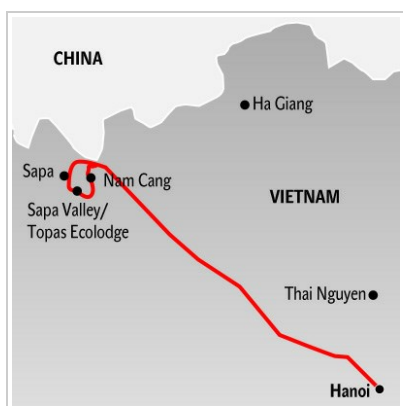 CHINA
Ha Giang
Sapa
Nam Cang
VIETNAM
Sapa Valley/
Topas Ecolodge
Thai Nguyen
Hanoi